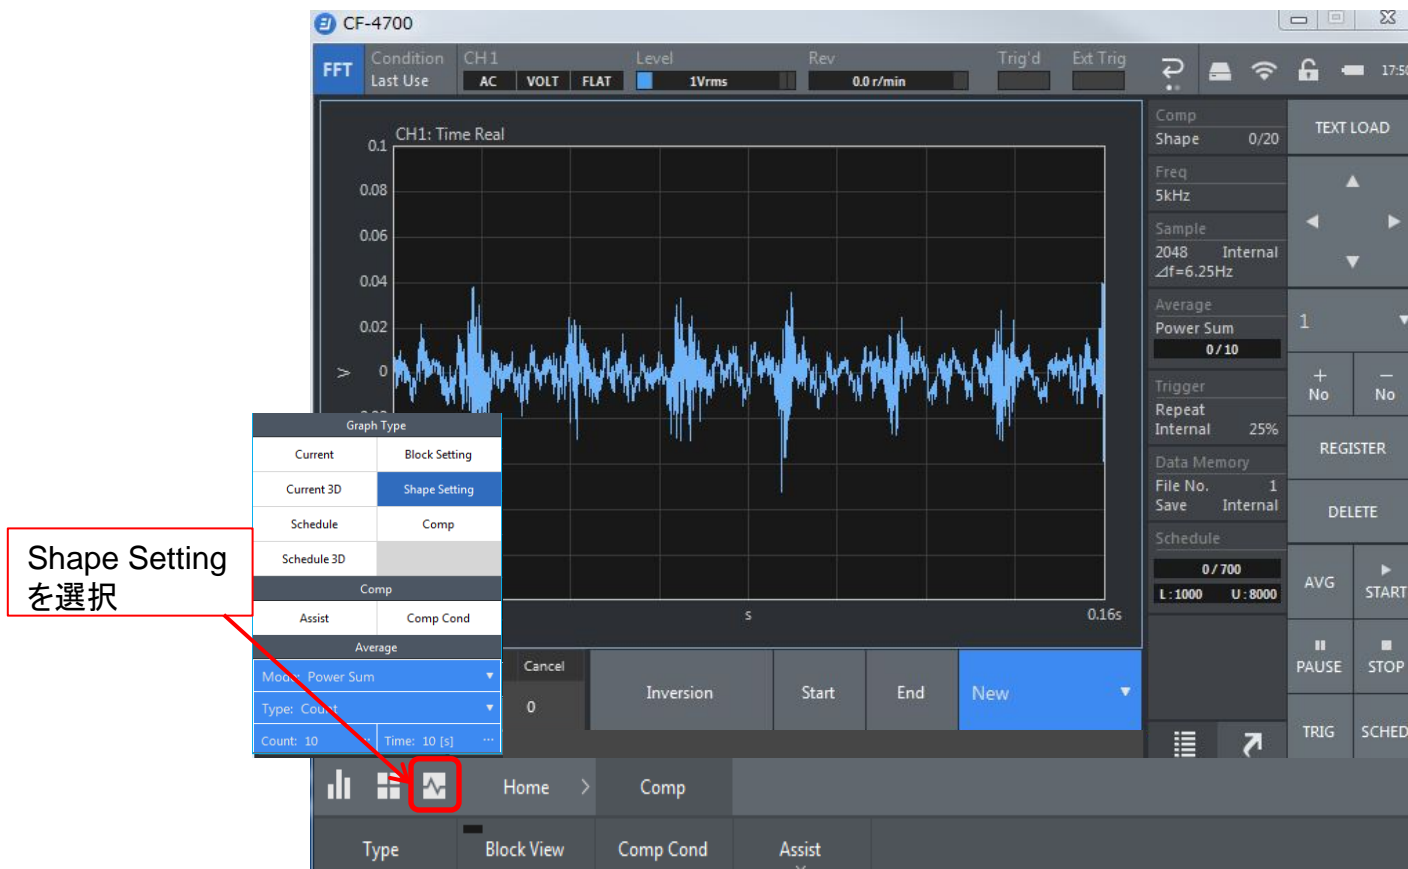 CF-4700
FFT
Condition
Last Use
CH1
AC VOLT FLAT
Level
1Vrms
Rev
0.0 r/min
Trig'd
Ext Trig
17:50
CH1: Time Real
0.1
0.08
0.06
0.04
0.02
0
V
s
0.16s
Comp
Shape 0/20
Freq
5kHz
Sample
2048 Internal
⊿f=6.25Hz
Average
Power Sum
0 / 10
Trigger
Repeat
Internal 25%
Data Memory
File No. 1
Save Internal
Schedule
0 / 700
L : 1000 U : 8000
TEXT LOAD
1
+ No
− No
REGISTER
DELETE
AVG
START
PAUSE
STOP
TRIG
SCHED
Graph Type
Current Block Setting
Current 3D Shape Setting
Schedule Comp
Schedule 3D
Comp
Assist Comp Cond
Average
Mode: Power Sum
Type: Count
Count: 10 ... Time: 10 [s] ...
Shape Setting
を選択
Cancel
0
Inversion
Start
End
New
Home > Comp
Type
Block View
Comp Cond
Assist